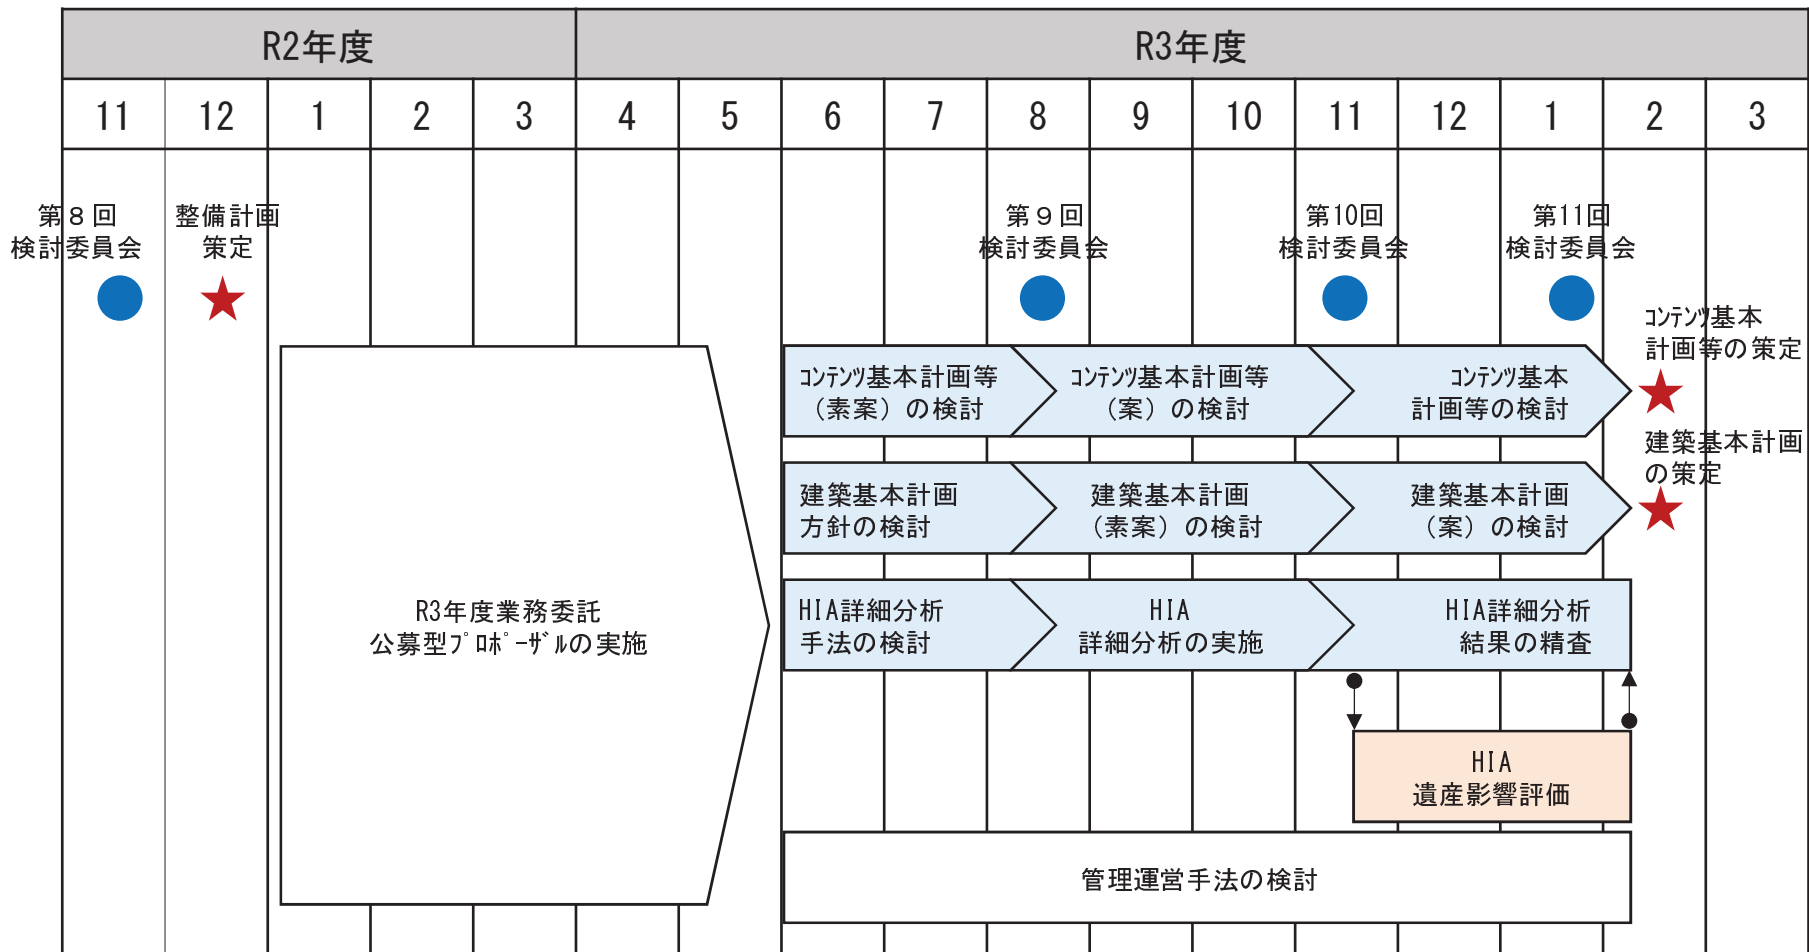 R2年度
R3年度
11
12
1
2
3
4
5
6
7
8
9
10
11
12
1
2
3
第８回
検討委員会
整備計画
策定
第９回
検討委員会
第10回
検討委員会
第11回
検討委員会
ｺﾝﾃﾝﾂ基本
計画等の策定
ｺﾝﾃﾝﾂ基本計画等
（素案）の検討
ｺﾝﾃﾝﾂ基本計画等
（案）の検討
ｺﾝﾃﾝﾂ基本
計画等の検討
建築基本計画
の策定
建築基本計画
方針の検討
建築基本計画
（素案）の検討
建築基本計画
（案）の検討
R3年度業務委託
公募型ﾌﾟﾛﾎﾟｰｻﾞﾙの実施
HIA詳細分析
手法の検討
HIA
詳細分析の実施
HIA詳細分析
結果の精査
HIA
遺産影響評価
管理運営手法の検討